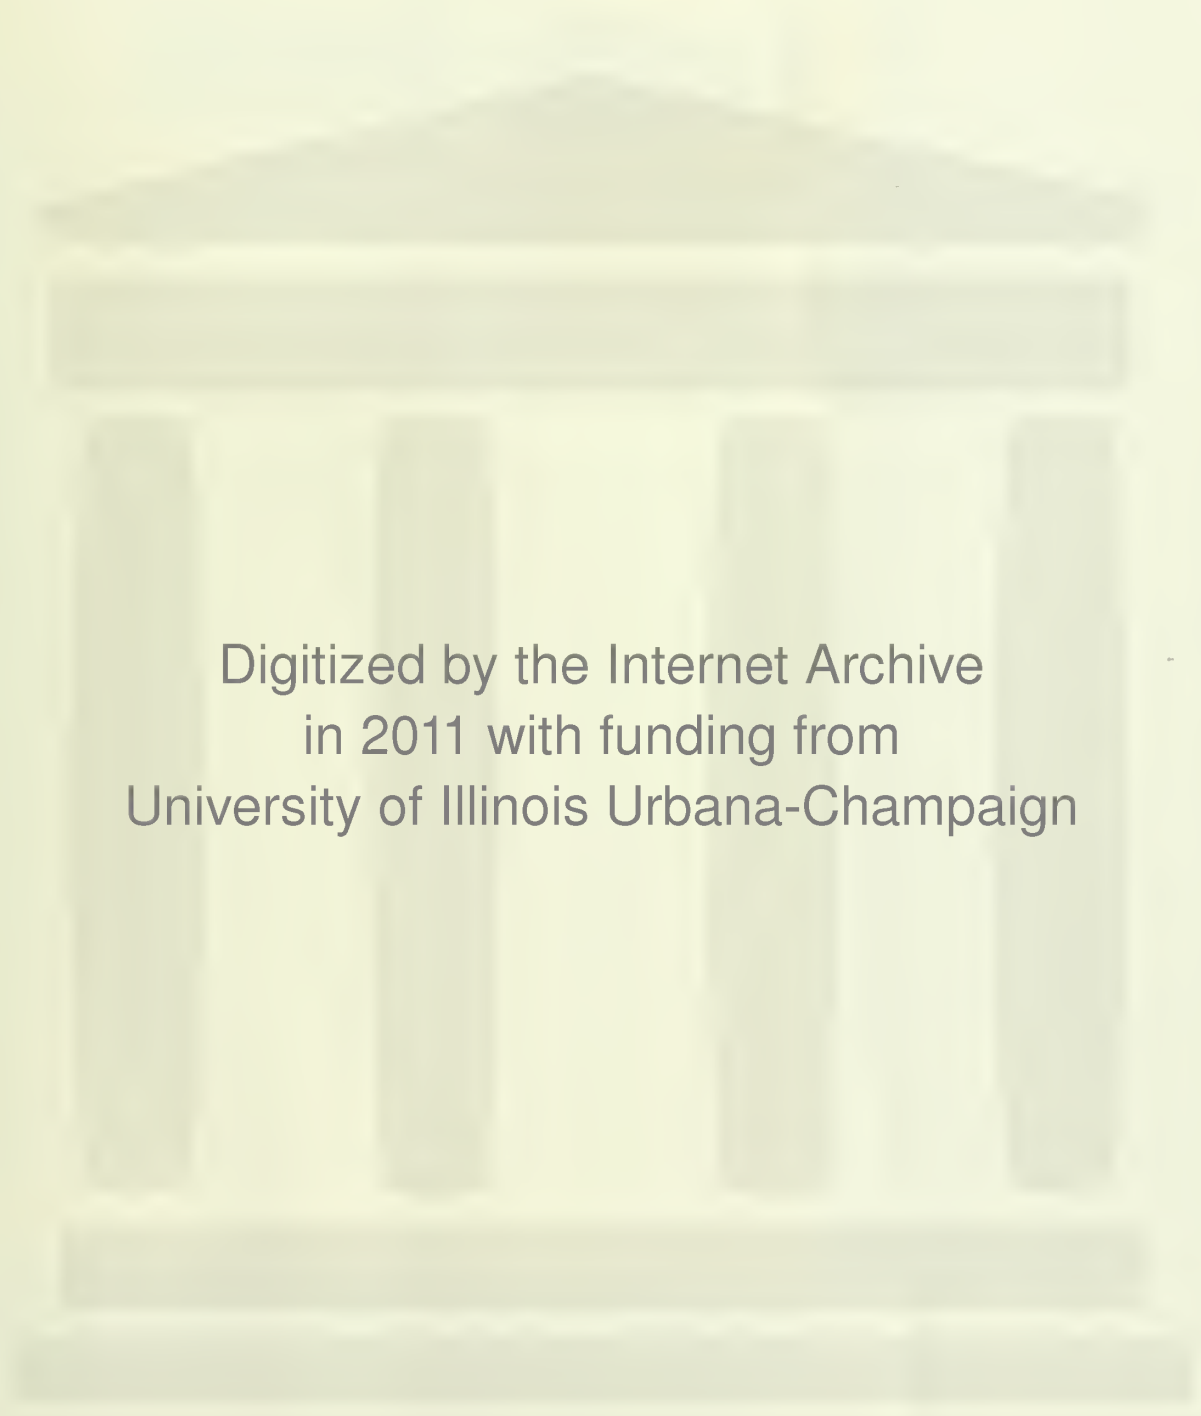 Digitized by the Internet Archive
in 2011 with funding from
University of Illinois Urbana-Champaign